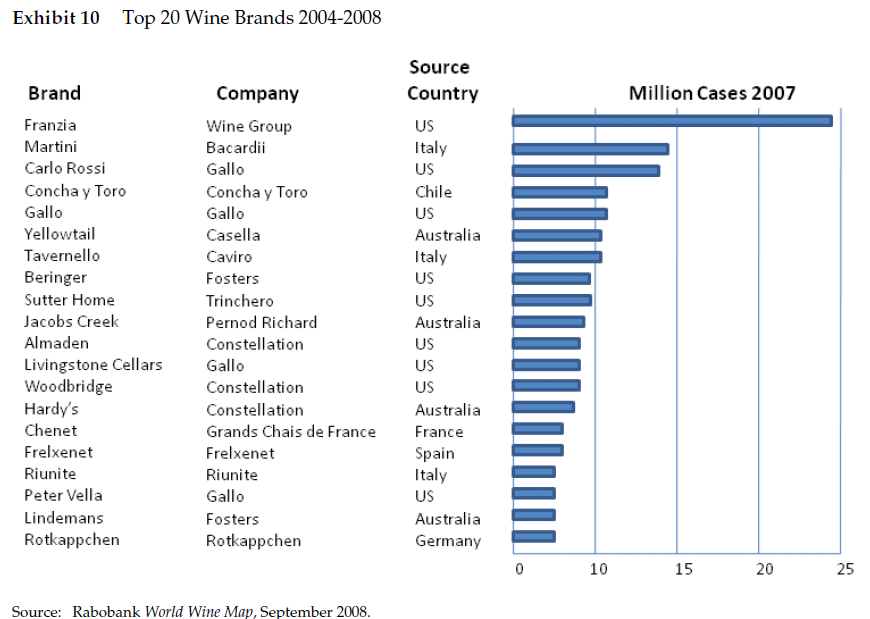 Exhibit 10 Top 20 Wine Brands 2004-2008
Source
Brand Company Country Million Cases 2007
Franzia Wine Group US
Martini Bacardii Italy
Carlo Rossi Gallo US
Concha y Toro Concha y Toro Chile
Gallo Gallo US
Yellowtail Casella Australia
Tavernello Caviro Italy
Beringer Fosters US
Sutter Home Trinchero US
Jacobs Creek Pernod Richard Australia
Almaden Constellation US
Livingstone Cellars Gallo US
Woodbridge Constellation US
Hardy's Constellation Australia
Chenet Grands Chais de France France
Frelxenet Frelxenet Spain
Riunite Riunite Italy
Peter Vella Gallo US
Lindemans Fosters Australia
Rotkappchen Rotkappchen Germany
0 10 15 20 25
Source: Rabobank World Wine Map, September 2008.